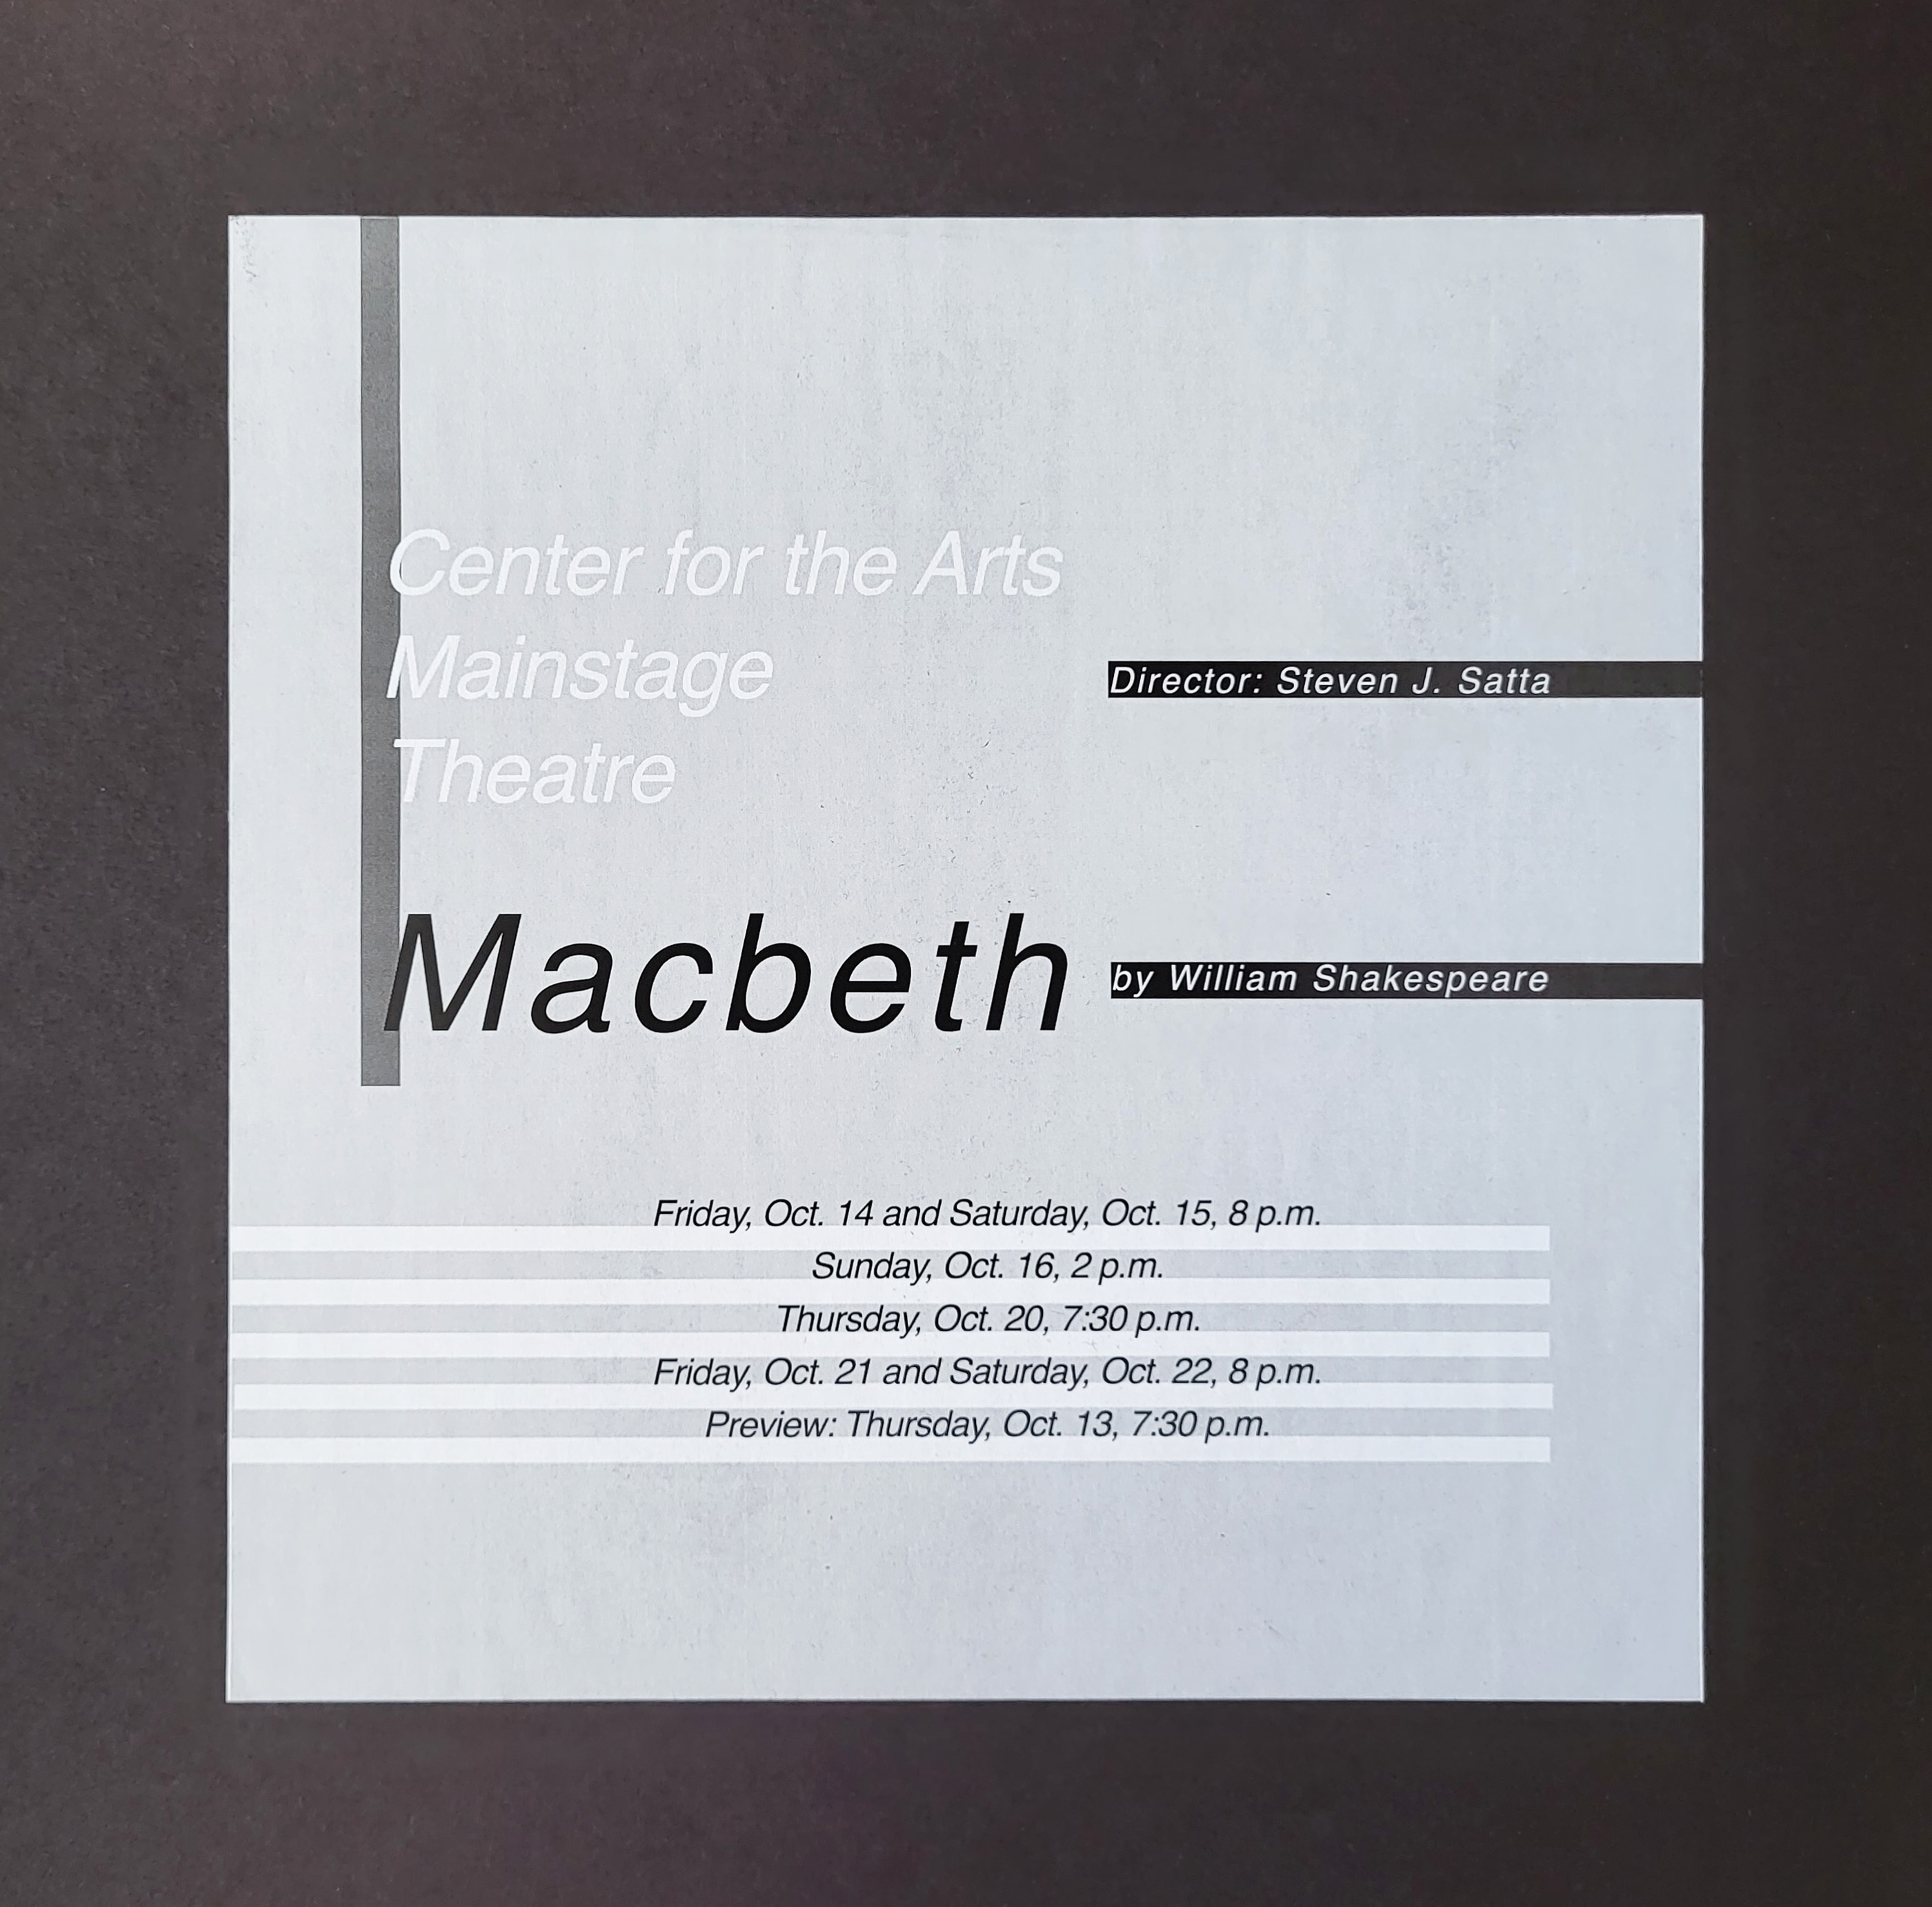 Center for the Arts
Mainstage
Theatre
Director: Steven J. Satta
Macbeth
by William Shakespeare
Friday, Oct. 14 and Saturday, Oct. 15, 8 p.m.
Sunday, Oct. 16, 2 p.m.
Thursday, Oct. 20, 7:30 p.m.
Friday, Oct. 21 and Saturday, Oct. 22, 8 p.m.
Preview: Thursday, Oct. 13, 7:30 p.m.